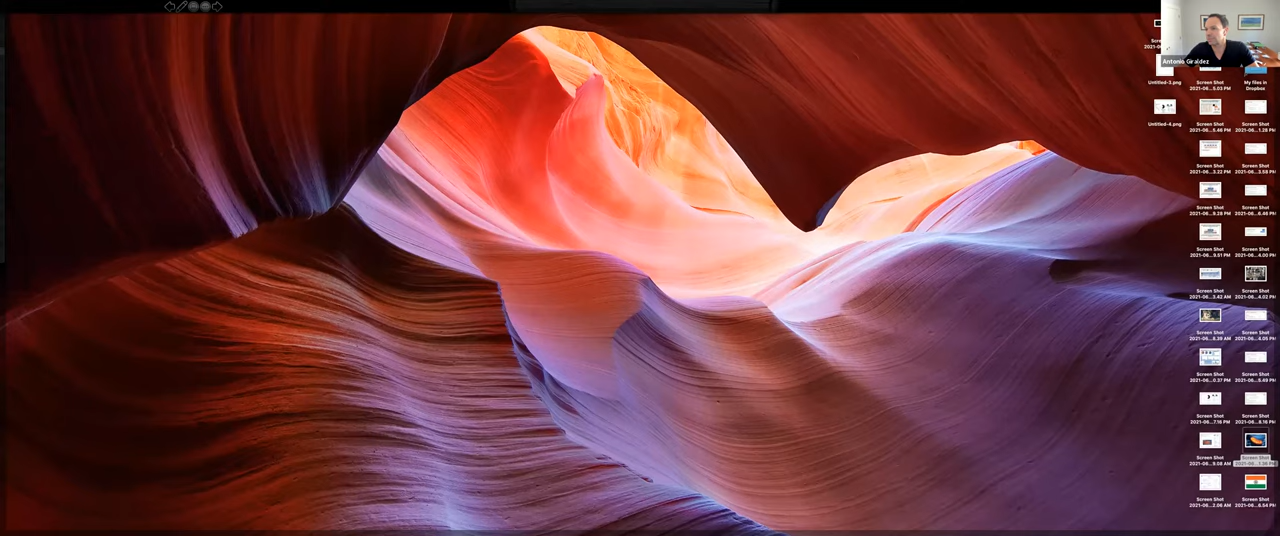 Antonio Giraldez
Untitled-3.png
Screen Shot
2021-06...5.03 PM
My files in
Dropbox
Untitled-4.png
Screen Shot
2021-06...5.46 PM
Screen Shot
2021-06...1.28 PM
Screen Shot
2021-06...3.22 PM
Screen Shot
2021-06...3.58 PM
Screen Shot
2021-06...9.28 PM
Screen Shot
2021-06...6.46 PM
Screen Shot
2021-06...9.51 PM
Screen Shot
2021-06...4.00 PM
Screen Shot
2021-06...3.42 AM
Screen Shot
2021-06...4.02 PM
Screen Shot
2021-06...8.39 AM
Screen Shot
2021-06...4.05 PM
Screen Shot
2021-06...0.37 PM
Screen Shot
2021-06...5.49 PM
Screen Shot
2021-06...7.16 PM
Screen Shot
2021-06...8.16 PM
Screen Shot
2021-06...9.08 AM
Screen Shot
2021-06...1.36 PM
Screen Shot
2021-06...2.06 AM
Screen Shot
2021-06...6.54 PM